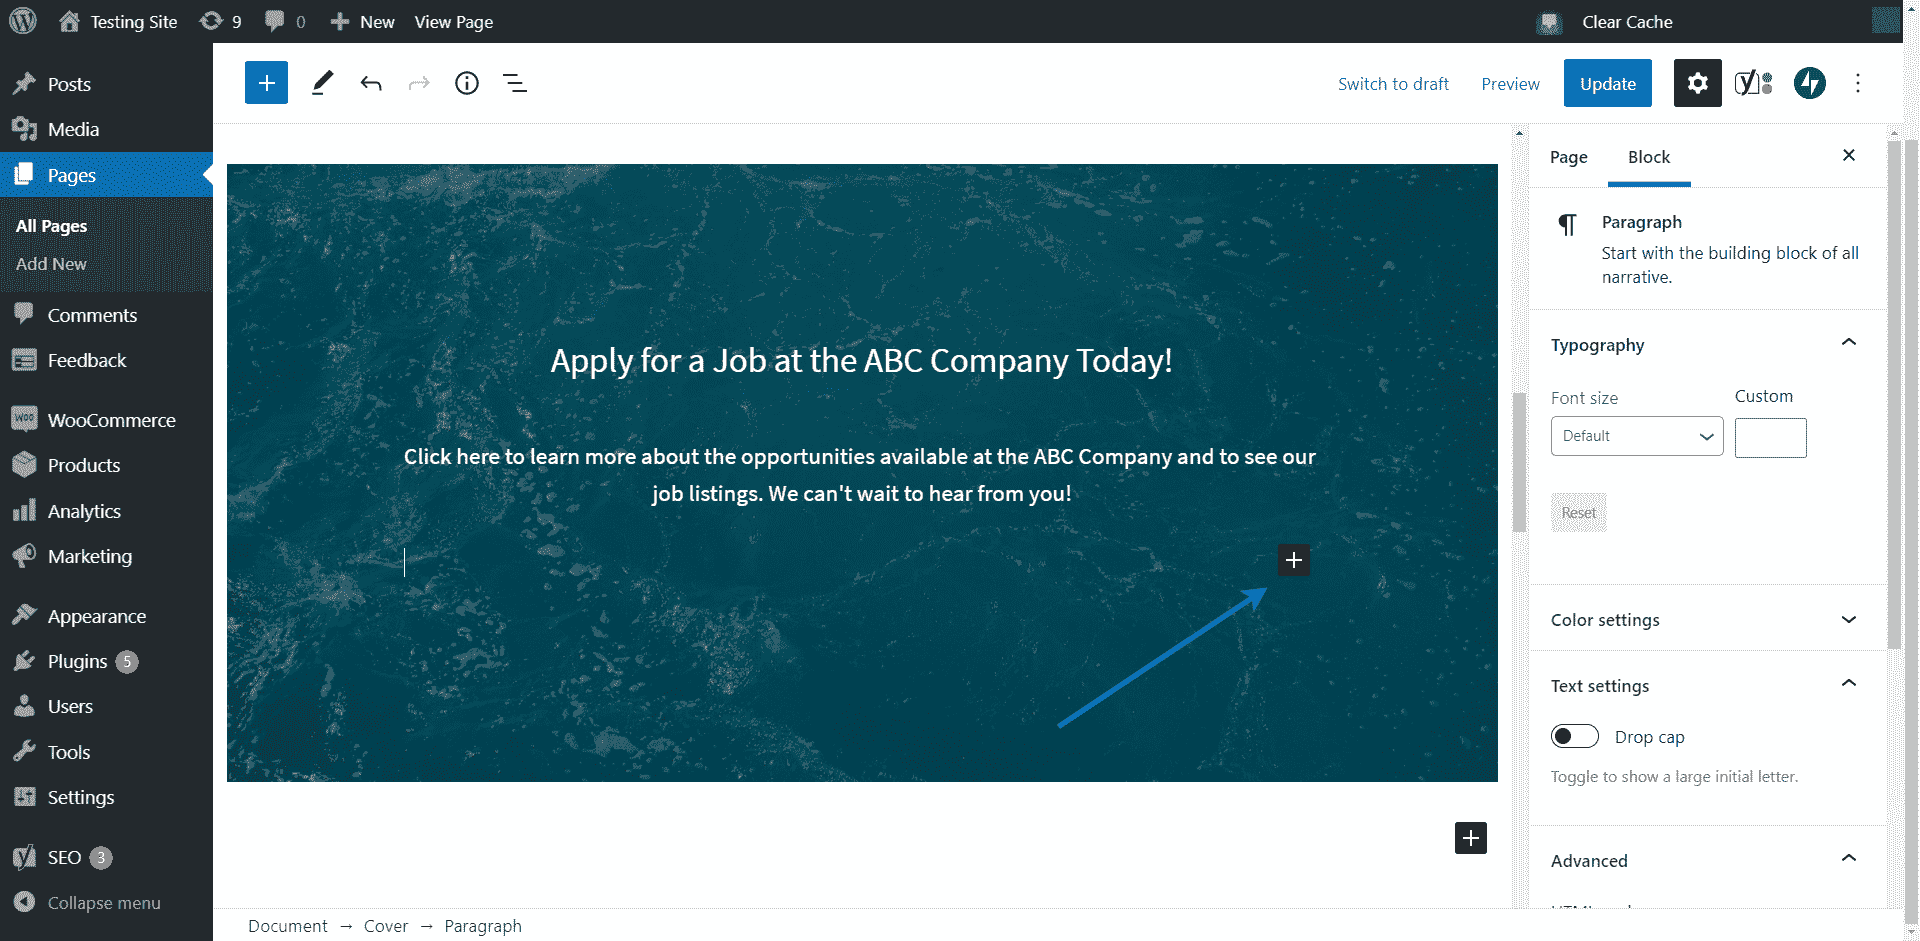 Testing Site 9 0 New View Page Clear Cache
Posts
Media
Pages
All Pages
Add New
Comments
Feedback
WooCommerce
Products
Analytics
Marketing
Appearance
Plugins 5
Users
Tools
Settings
SEO 3
Collapse menu
Switch to draft Preview Update
Apply for a Job at the ABC Company Today!
Click here to learn more about the opportunities available at the ABC Company and to see our
job listings. We can't wait to hear from you!
Page Block
Paragraph
Start with the building block of all
narrative.
Typography
Font size Custom
Default
Reset
Color settings
Text settings
Drop cap
Toggle to show a large initial letter.
Advanced
Document → Cover → Paragraph